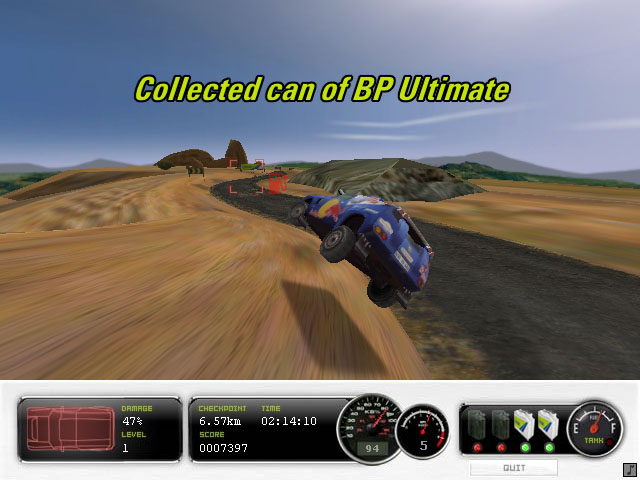 Collected can of BP Ultimate
DAMAGE
47%
LEVEL
1
CHECKPOINT TIME
6.57km 02:14:10
SCORE
0007397
94
5
E FUEL F
TANK
QUIT